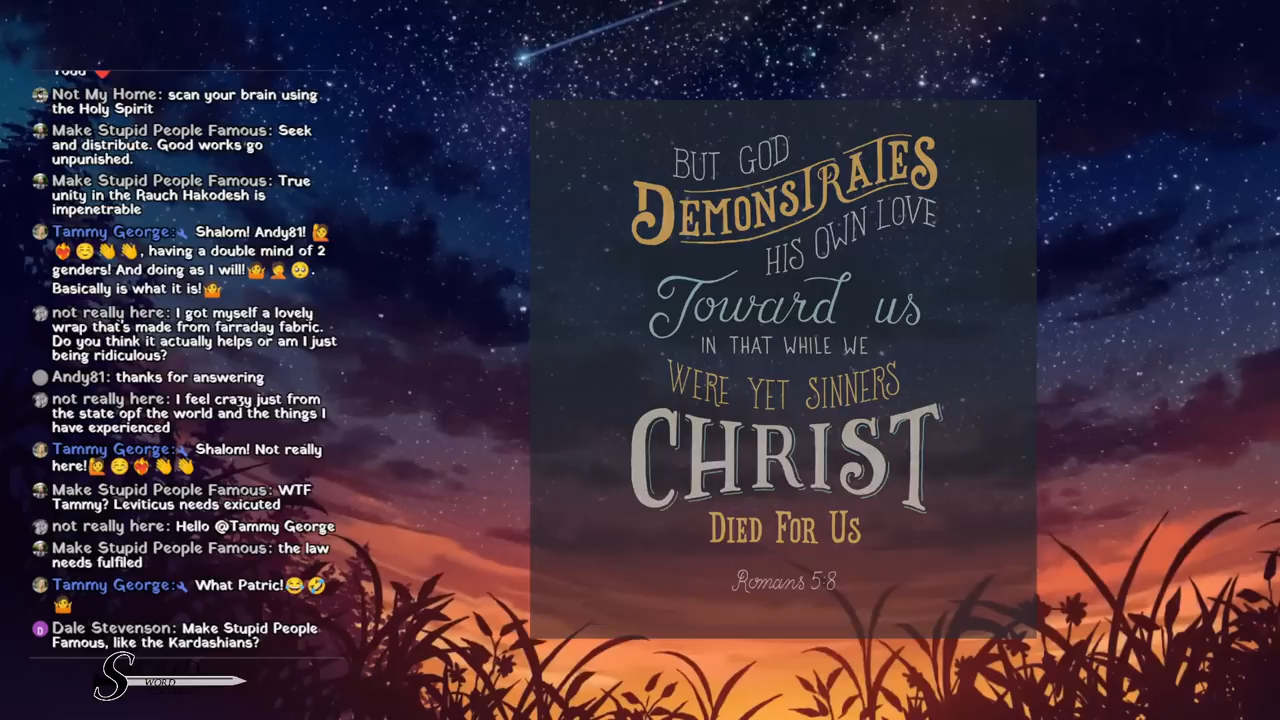 Not My Home: scan your brain using
the Holy Spirit
Make Stupid People Famous: Seek
and distribute. Good works go
unpunished.
Make Stupid People Famous: True
unity in the Rauch Hakodesh is
impenetrable
Tammy George: Shalom! Andy81! 🙋
❤️‍🔥☺️👋👋, having a double mind of 2
genders! And doing as I will!🤷🤦🥺.
Basically is what it is!🤷
not really here: I got myself a lovely
wrap that's made from farraday fabric.
Do you think it actually helps or am I just
being ridiculous?
Andy81: thanks for answering
not really here: I feel crazy just from
the state opf the world and the things I
have experienced
Tammy George: Shalom! Not really
here!🙋☺️❤️‍🔥👋👋
Make Stupid People Famous: WTF
Tammy? Leviticus needs exicuted
not really here: Hello @Tammy George
Make Stupid People Famous: the law
needs fulfiled
Tammy George: What Patric!😂🤣
🤷
D Dale Stevenson: Make Stupid People
Famous, like the Kardashians?
SWORD
BUT GOD
DEMONSTRATES
HIS OWN LOVE
Toward us
IN THAT WHILE WE
WERE YET SINNERS
CHRIST
DIED FOR US
Romans 5:8